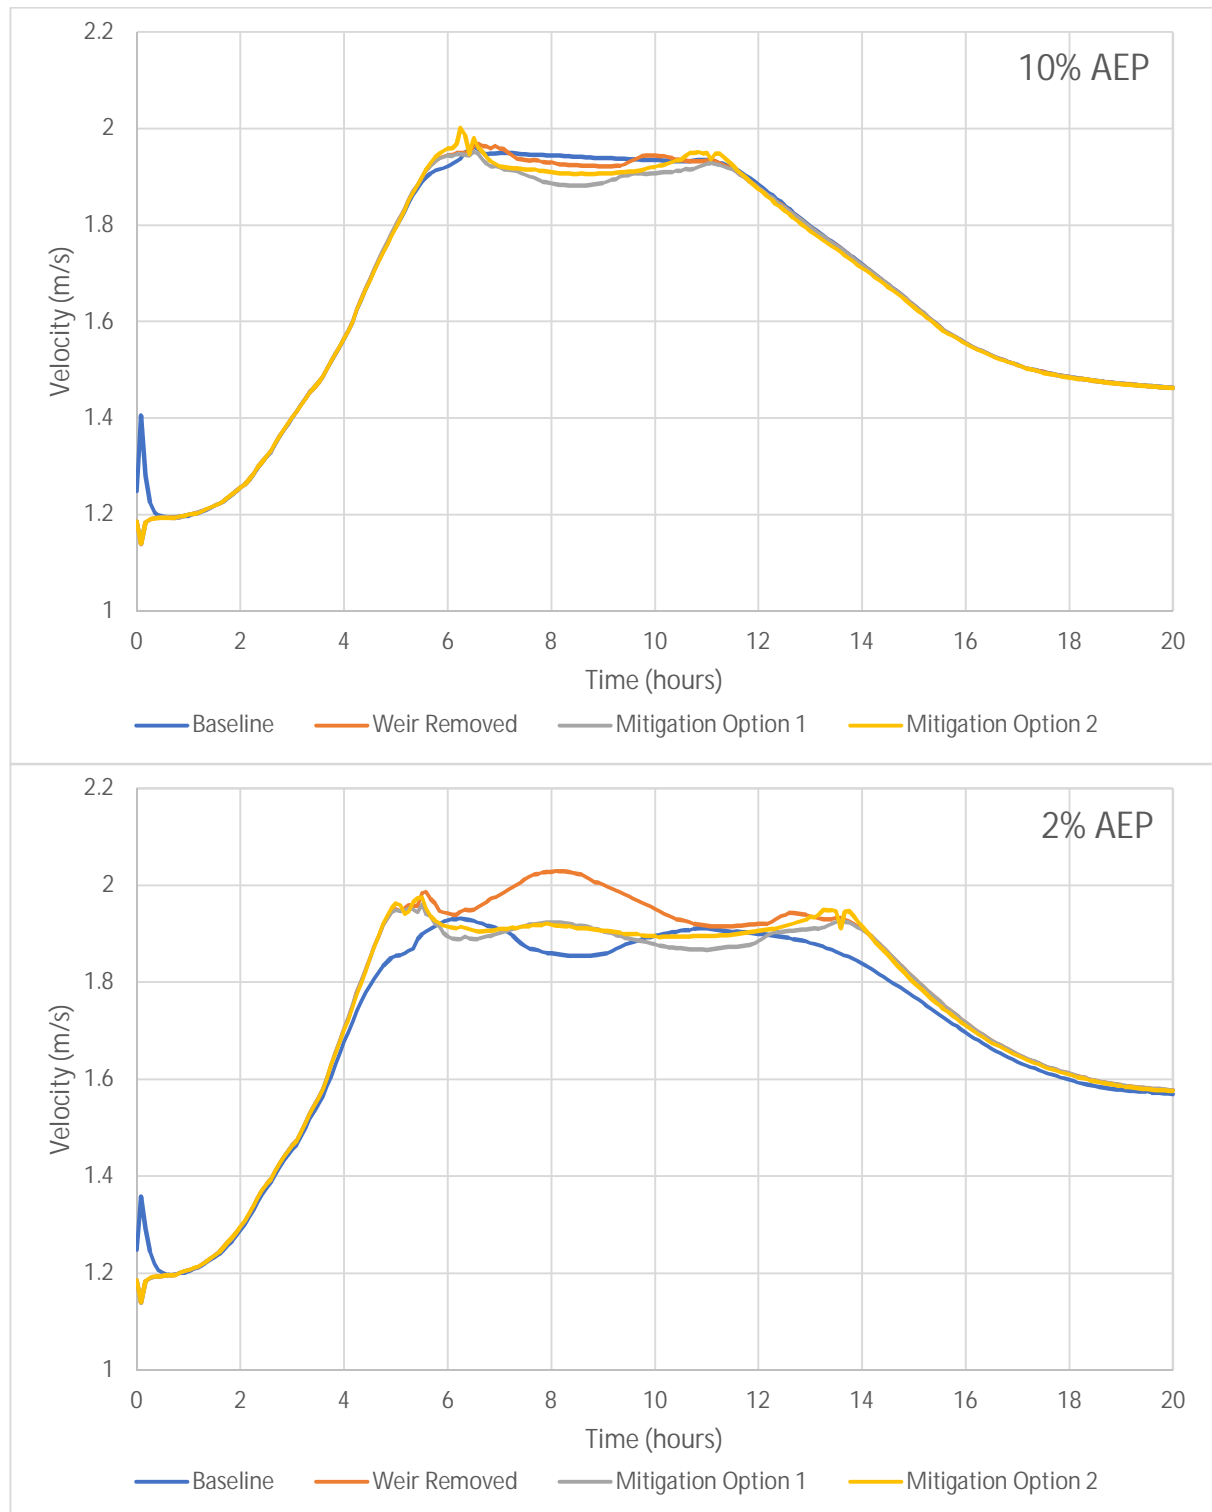 10% AEP
2.2
2
1.8
1.6
1.4
1.2
1
Velocity (m/s)
0 2 4 6 8 10 12 14 16 18 20
Time (hours)
Baseline Weir Removed Mitigation Option 1 Mitigation Option 2
2% AEP
2.2
2
1.8
1.6
1.4
1.2
1
Velocity (m/s)
0 2 4 6 8 10 12 14 16 18 20
Time (hours)
Baseline Weir Removed Mitigation Option 1 Mitigation Option 2